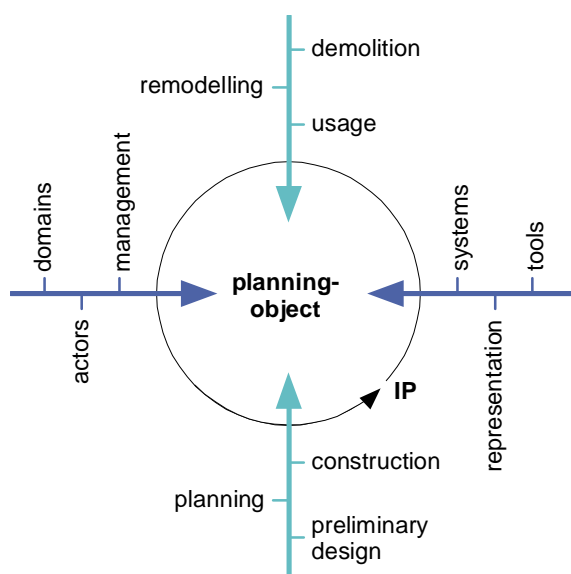 demolition
remodelling
usage
domains
management
actors
planning-
object
systems
tools
representation
IP
construction
planning
preliminary
design